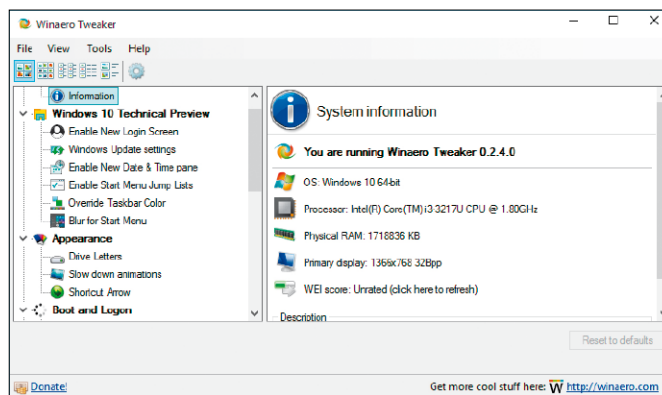 Winaero Tweaker
File View Tools Help
Information
Windows 10 Technical Preview
Enable New Login Screen
Windows Update settings
Enable New Date & Time pane
Enable Start Menu Jump Lists
Override Taskbar Color
Blur for Start Menu
Appearance
Drive Letters
Slow down animations
Shortcut Arrow
Boot and Logon
System information
You are running Winaero Tweaker 0.2.4.0
OS: Windows 10 64-bit
Processor: Intel(R) Core(TM) i3-3217U CPU @ 1.80GHz
Physical RAM: 1718836 KB
Primary display: 1366x768 32Bpp
WEI score: Unrated (click here to refresh)
Description
Reset to defaults
Donate!
Get more cool stuff here: W http://winaero.com